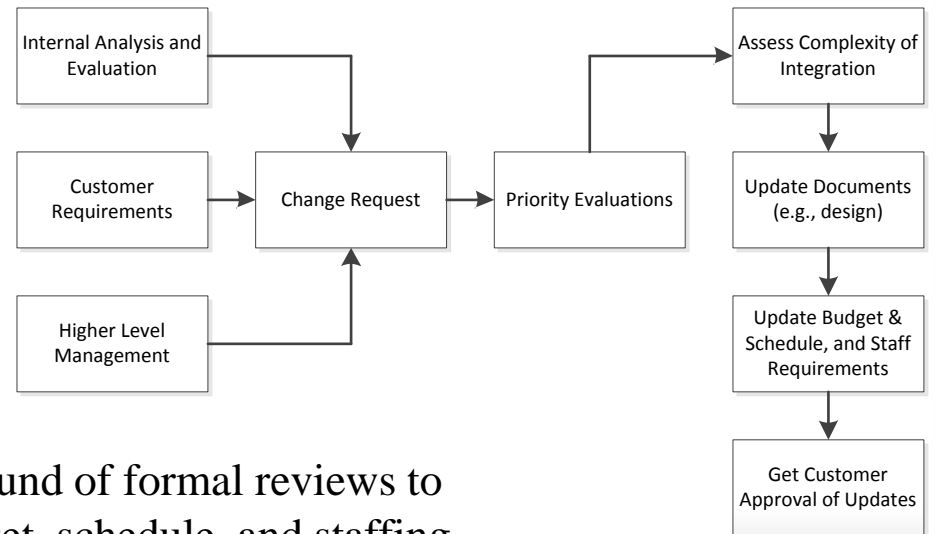 Internal Analysis and
Evaluation
Customer
Requirements
Higher Level
Management
Change Request
Priority Evaluations
Assess Complexity of
Integration
Update Documents
(e.g., design)
Update Budget &
Schedule, and Staff
Requirements
Get Customer
Approval of Updates
und of formal reviews to
et, schedule, and staffing